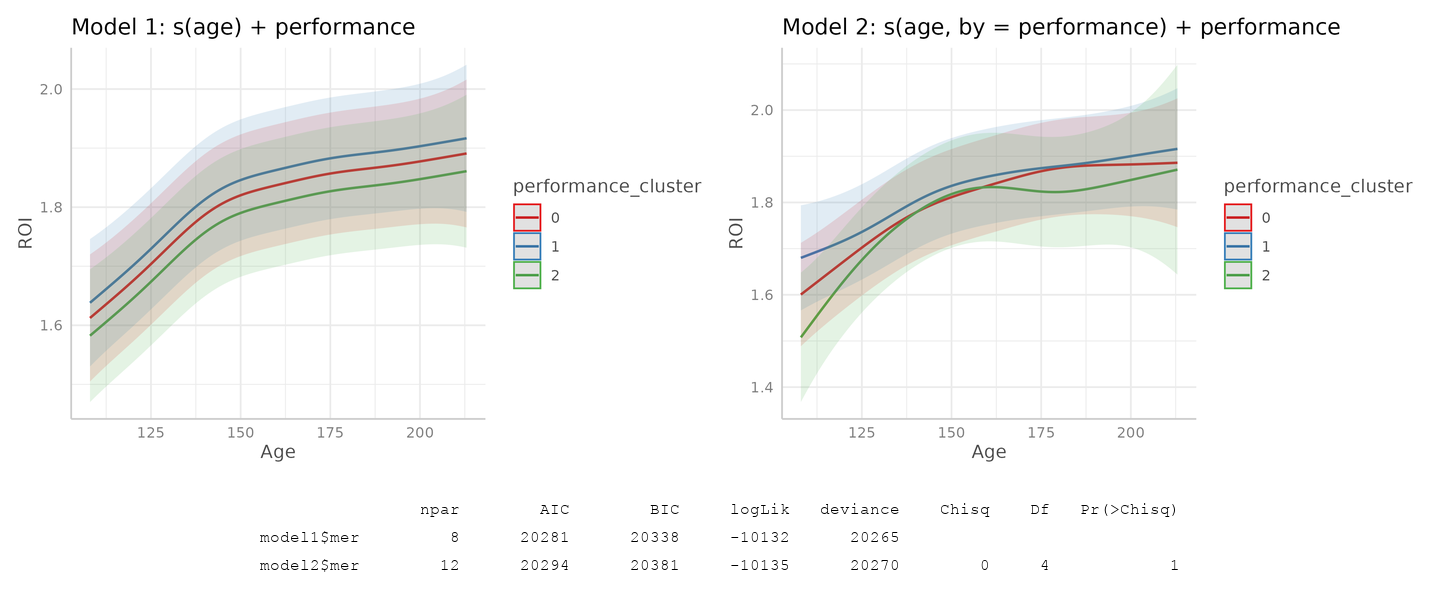 Model 1: s(age) + performance
2.0
1.8
1.6
ROI
125 150 175 200
Age
performance_cluster
0
1
2
Model 2: s(age, by = performance) + performance
2.0
1.8
1.6
1.4
ROI
125 150 175 200
Age
performance_cluster
0
1
2
npar AIC BIC logLik deviance Chisq Df Pr(>Chisq)
model1$mer 8 20281 20338 -10132 20265
model2$mer 12 20294 20381 -10135 20270 0 4 1